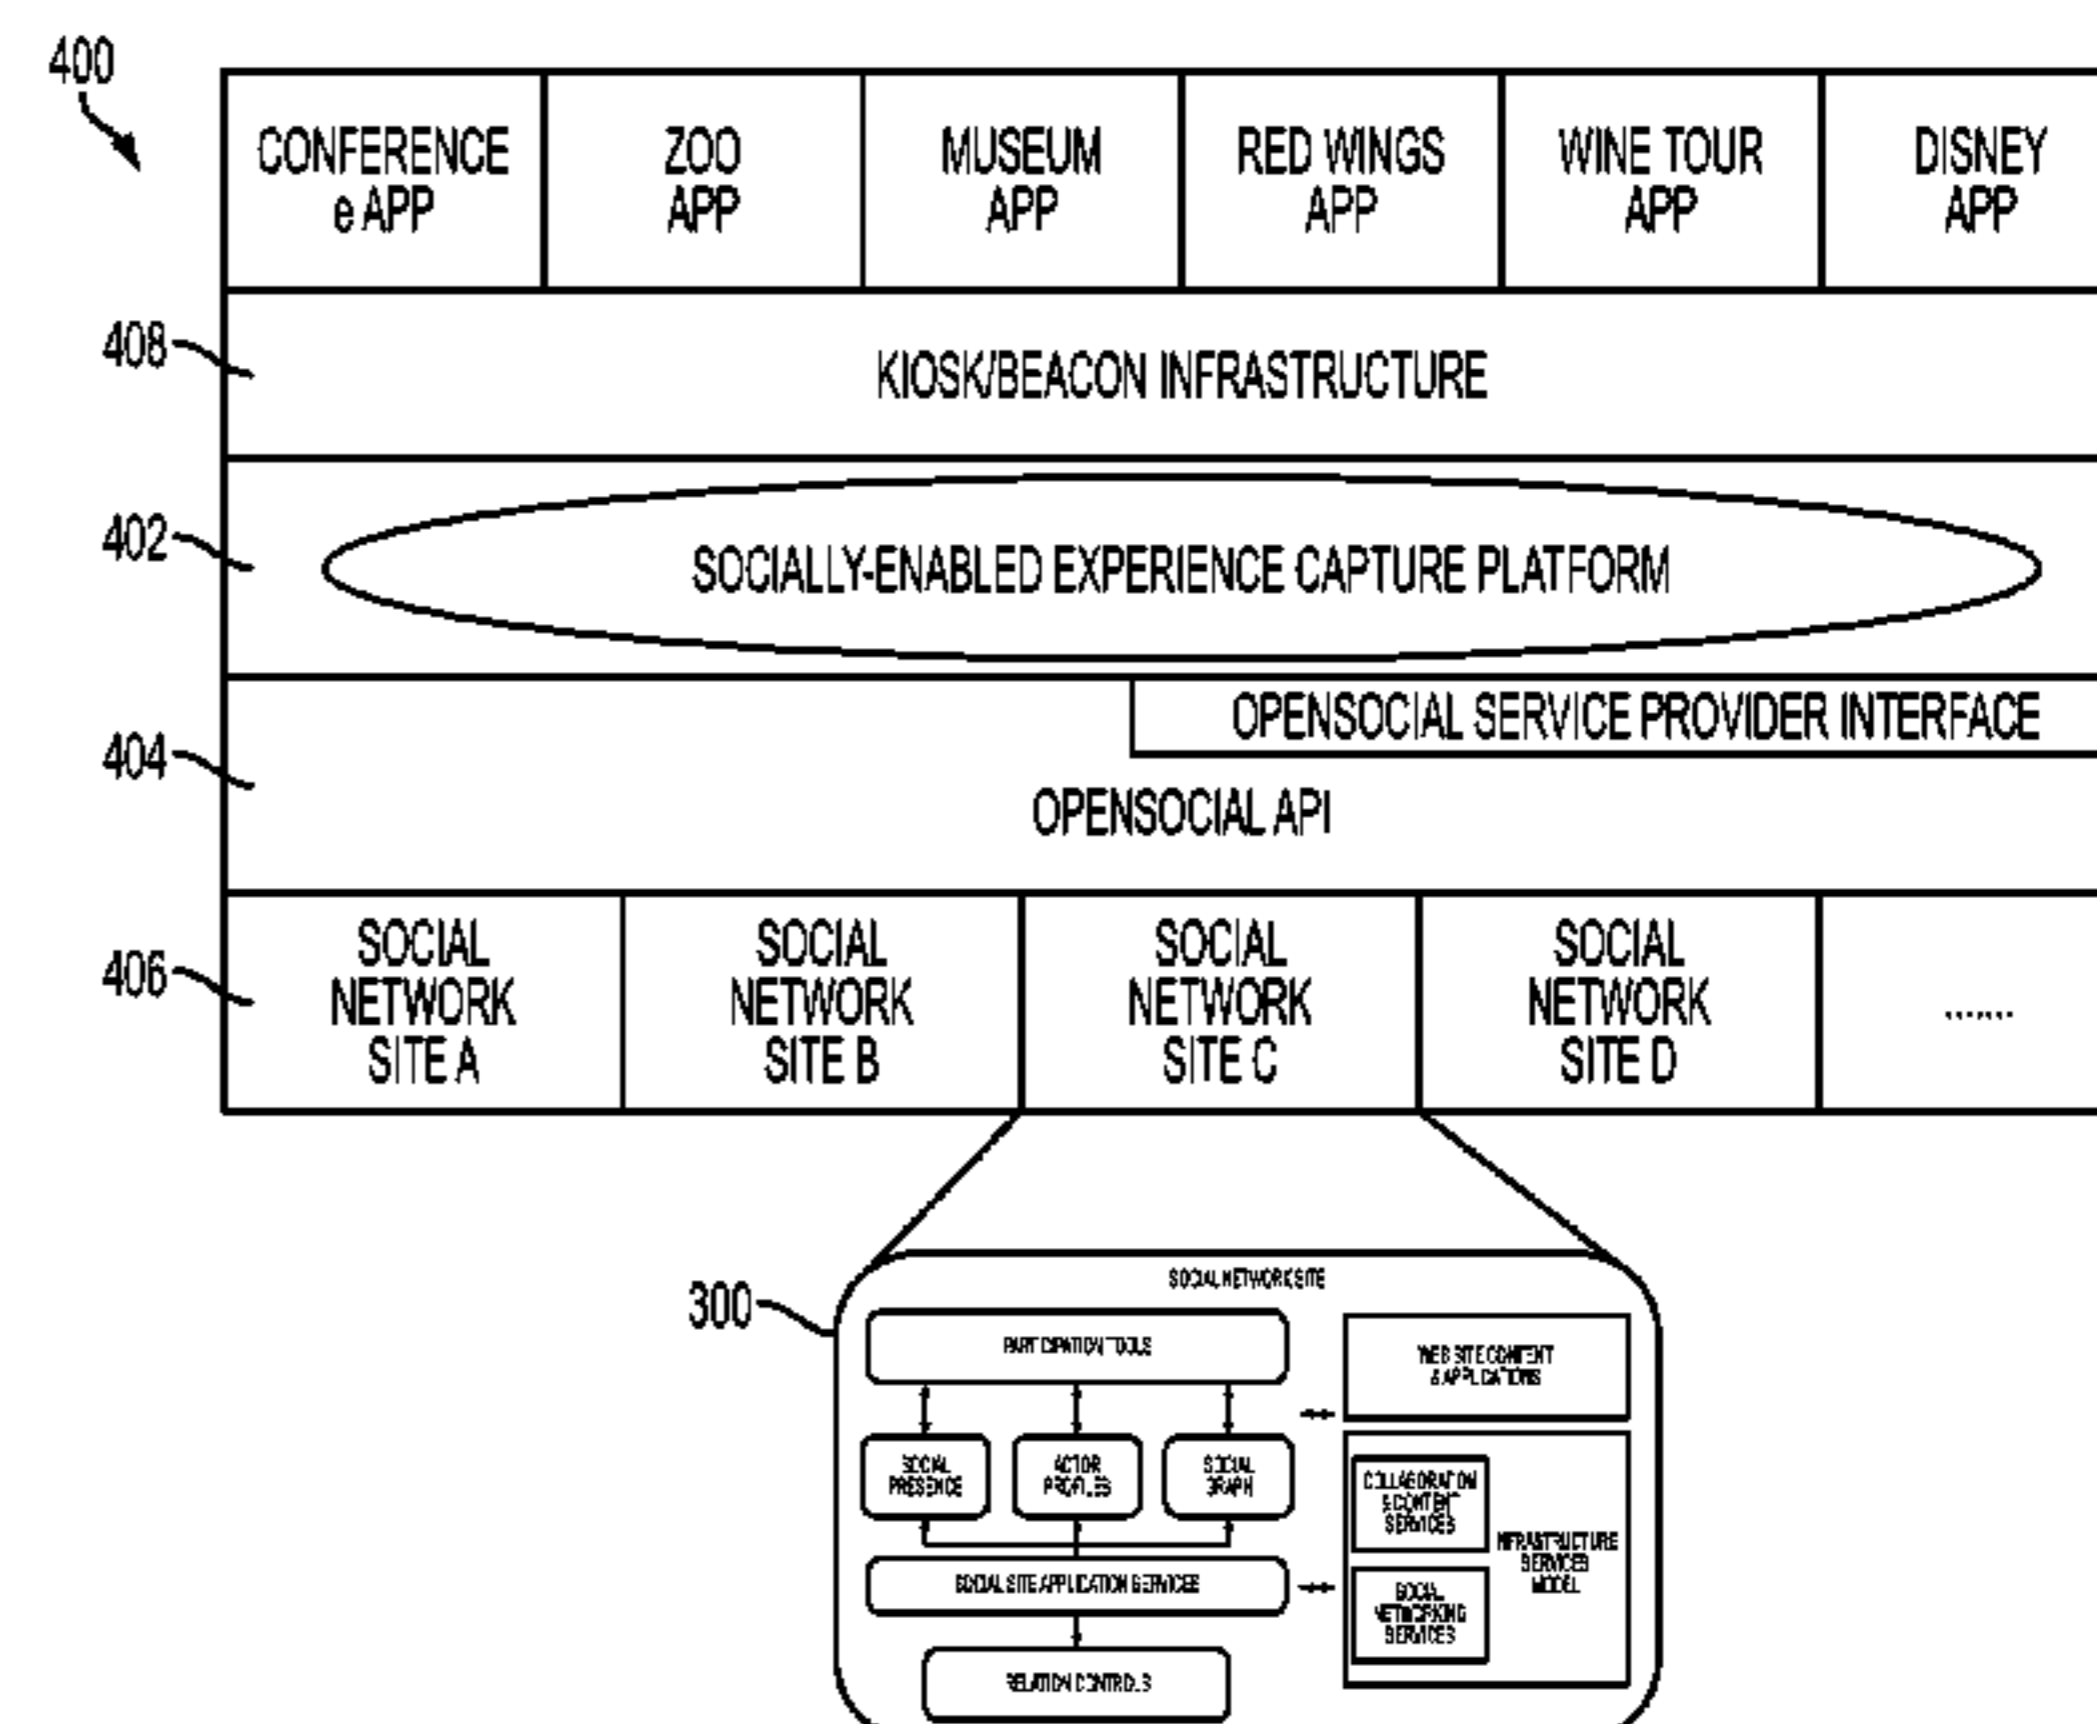 400
CONFERENCE
e APP
ZOO
APP
MUSEUM
APP
RED WINGS
APP
WINE TOUR
APP
DISNEY
APP
408
KIOSK/BEACON INFRASTRUCTURE
402
SOCIALLY-ENABLED EXPERIENCE CAPTURE PLATFORM
OPENSOCIAL SERVICE PROVIDER INTERFACE
404
OPENSOCIAL API
406
SOCIAL
NETWORK
SITE A
SOCIAL
NETWORK
SITE B
SOCIAL
NETWORK
SITE C
SOCIAL
NETWORK
SITE D
.......
300
SOCIAL NETWORK SITE
PARTICIPATION TOOLS
WEB SITE CONTENT
& APPLICATIONS
SOCIAL
PRESENCE
ACTOR
PROFILES
SOCIAL
GRAPH
COLLABORATION
& CONTENT
SERVICES
INFRASTRUCTURE
SERVICES
MODEL
SOCIAL SITE APPLICATION SERVICES
SOCIAL
NETWORKING
SERVICES
RELATION CONTROLS